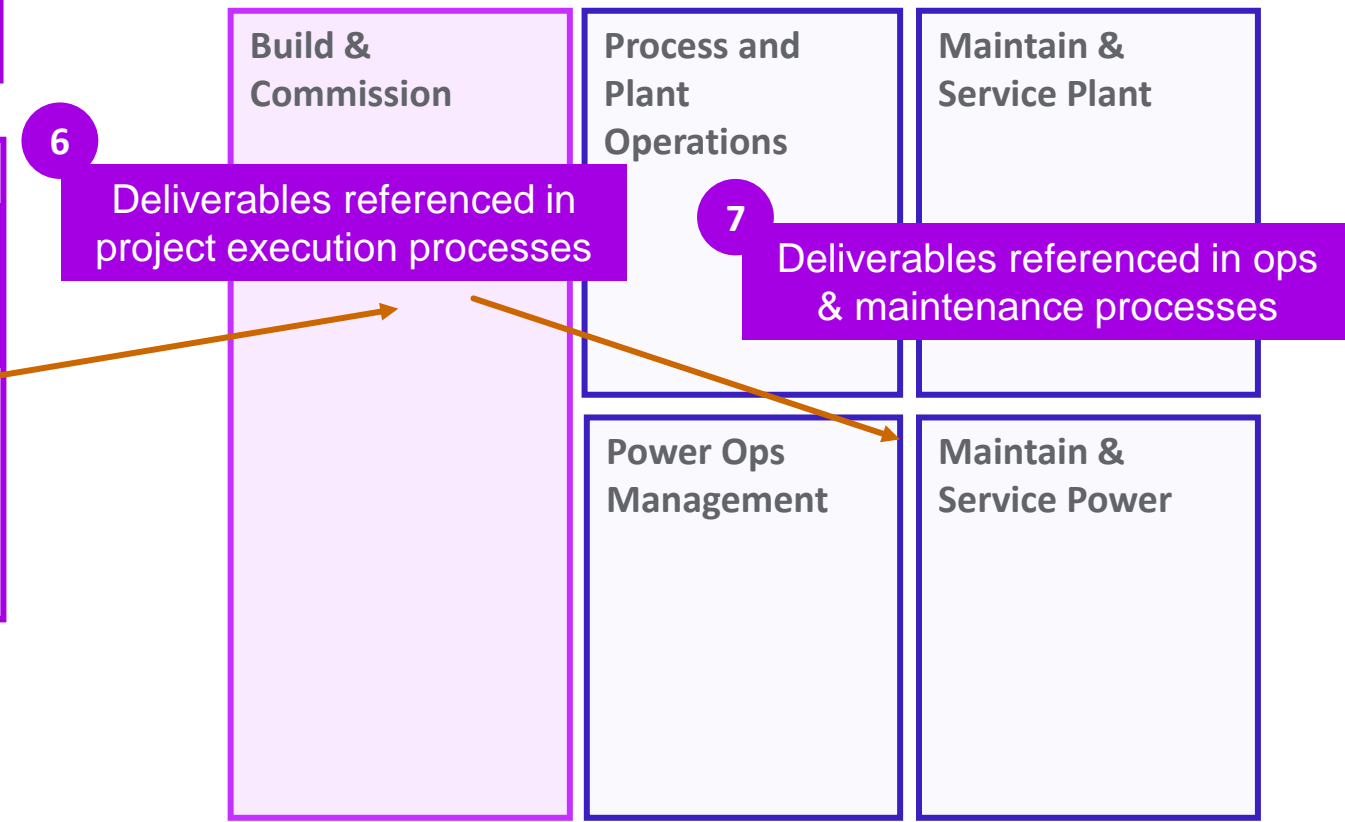 Build &
Commission
Process and
Plant
Operations
Maintain &
Service Plant
6
Deliverables referenced in
project execution processes
7
Deliverables referenced in ops
& maintenance processes
Power Ops
Management
Maintain &
Service Power